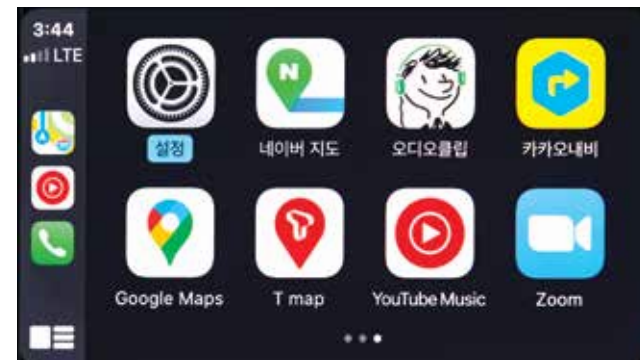 3:44
LTE
N
설정
네이버 지도
오디오클립
카카오내비
Google Maps
T map
YouTube Music
Zoom